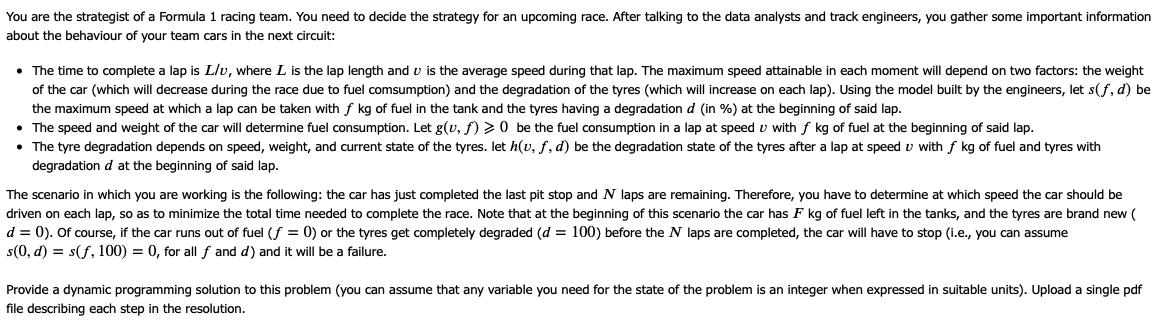 You are the strategist of a Formula 1 racing team. You need to decide the strategy for an upcoming race. After talking to the data analysts and track engineers, you gather some important information
about the behaviour of your team cars in the next circuit:
• The time to complete a lap is L/v, where L is the lap length and v is the average speed during that lap. The maximum speed attainable in each moment will depend on two factors: the weight
of the car (which will decrease during the race due to fuel comsumption) and the degradation of the tyres (which will increase on each lap). Using the model built by the engineers, let s(f, d) be
the maximum speed at which a lap can be taken with f kg of fuel in the tank and the tyres having a degradation d (in %) at the beginning of said lap.
• The speed and weight of the car will determine fuel consumption. Let g(v, f) ⩾ 0 be the fuel consumption in a lap at speed v with f kg of fuel at the beginning of said lap.
• The tyre degradation depends on speed, weight, and current state of the tyres. let h(v, f, d) be the degradation state of the tyres after a lap at speed v with f kg of fuel and tyres with
degradation d at the beginning of said lap.
The scenario in which you are working is the following: the car has just completed the last pit stop and N laps are remaining. Therefore, you have to determine at which speed the car should be
driven on each lap, so as to minimize the total time needed to complete the race. Note that at the beginning of this scenario the car has F kg of fuel left in the tanks, and the tyres are brand new (
d = 0). Of course, if the car runs out of fuel (f = 0) or the tyres get completely degraded (d = 100) before the N laps are completed, the car will have to stop (i.e., you can assume
s(0, d) = s(f, 100) = 0, for all f and d) and it will be a failure.
Provide a dynamic programming solution to this problem (you can assume that any variable you need for the state of the problem is an integer when expressed in suitable units). Upload a single pdf
file describing each step in the resolution.